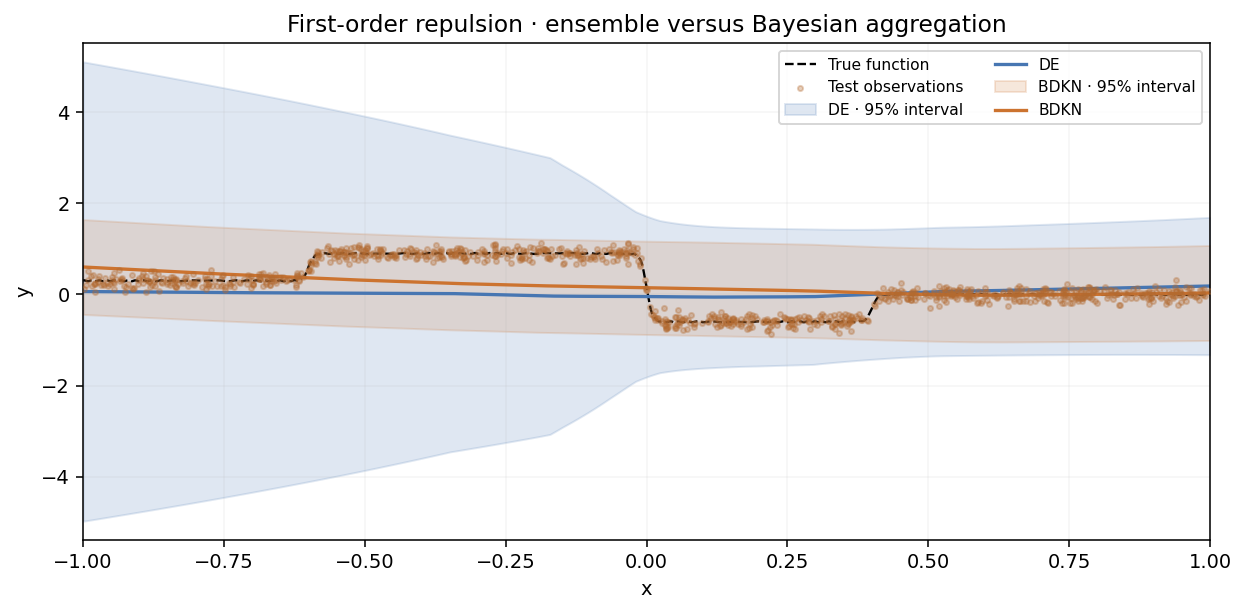 First-order repulsion · ensemble versus Bayesian aggregation
True function
Test observations
DE · 95% interval
DE
BDKN · 95% interval
BDKN
y
4
2
0
−2
−4
−1.00 −0.75 −0.50 −0.25 0.00 0.25 0.50 0.75 1.00
x